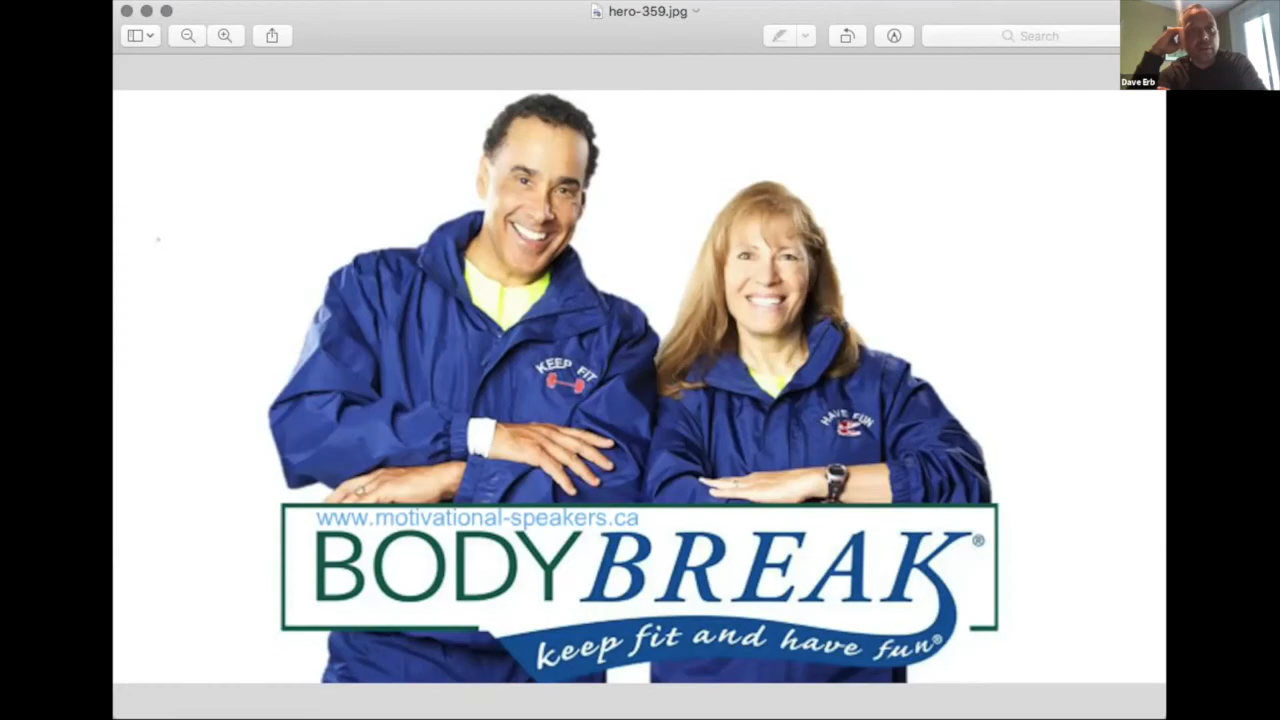 hero-359.jpg
Search
Dave Erb
KEEP FIT
HAVE FUN
www.motivational-speakers.ca
BODYBREAK®
keep fit and have fun®